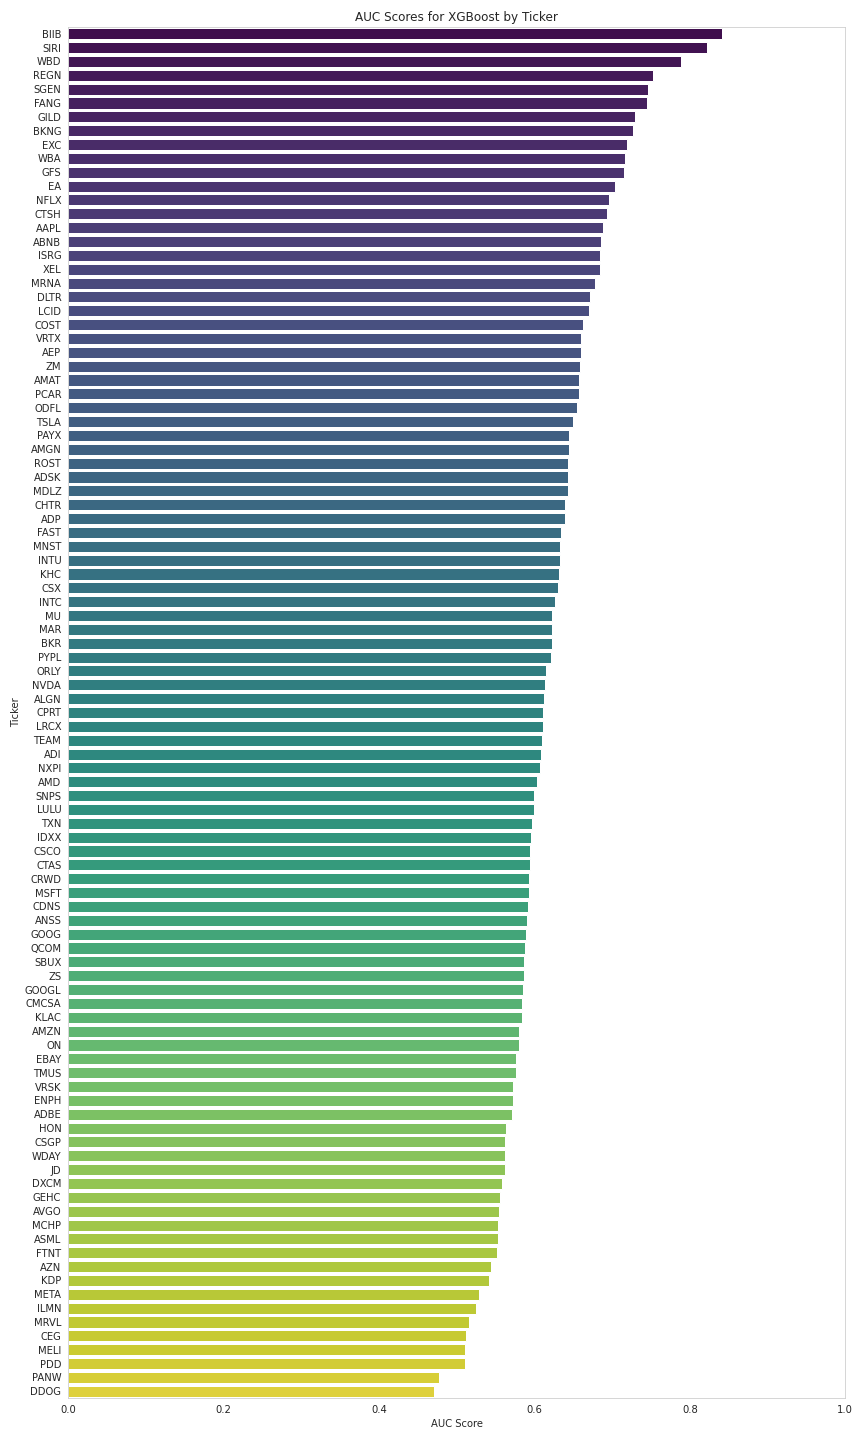 AUC Scores for XGBoost by Ticker
BIIB
SIRI
WBD
REGN
SGEN
FANG
GILD
BKNG
EXC
WBA
GFS
EA
NFLX
CTSH
AAPL
ABNB
ISRG
XEL
MRNA
DLTR
LCID
COST
VRTX
AEP
ZM
AMAT
PCAR
ODFL
TSLA
PAYX
AMGN
ROST
ADSK
MDLZ
CHTR
ADP
FAST
MNST
INTU
KHC
CSX
INTC
MU
MAR
BKR
PYPL
ORLY
NVDA
ALGN
CPRT
LRCX
TEAM
ADI
NXPI
AMD
SNPS
LULU
TXN
IDXX
CSCO
CTAS
CRWD
MSFT
CDNS
ANSS
GOOG
QCOM
SBUX
ZS
GOOGL
CMCSA
KLAC
AMZN
ON
EBAY
TMUS
VRSK
ENPH
ADBE
HON
CSGP
WDAY
JD
DXCM
GEHC
AVGO
MCHP
ASML
FTNT
AZN
KDP
META
ILMN
MRVL
CEG
MELI
PDD
PANW
DDOG
Ticker
0.0 0.2 0.4 0.6 0.8 1.0
AUC Score